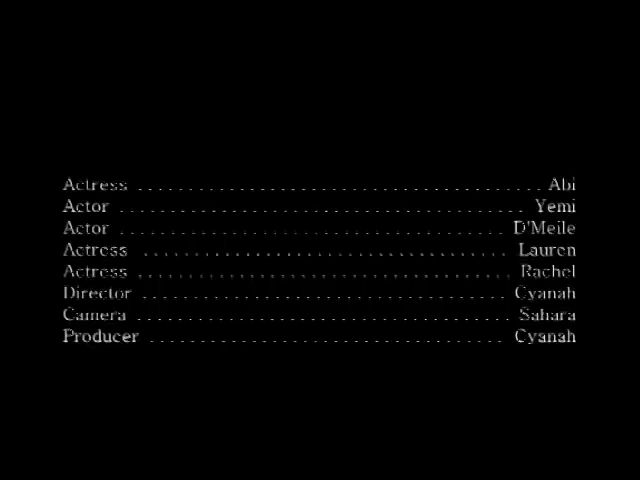 Actress ........................................ Abi
Actor ........................................ Yemi
Actor ...................................... D'Meile
Actress .................................... Lauren
Actress ..................................... Rachel
Director .................................... Cyanah
Camera ..................................... Sahara
Producer ................................... Cyanah